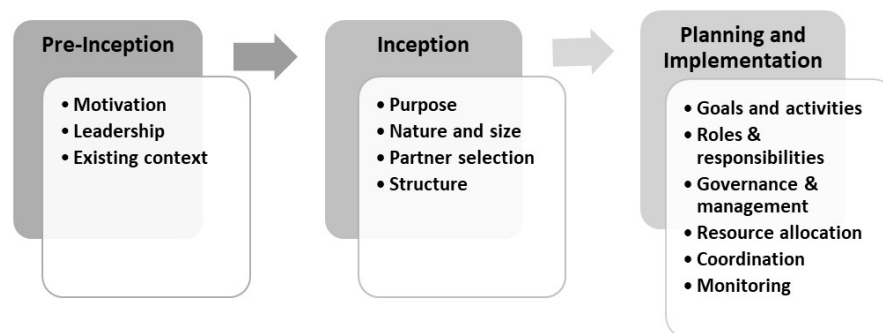 Pre-Inception
• Motivation
• Leadership
• Existing context
Inception
• Purpose
• Nature and size
• Partner selection
• Structure
Planning and
Implementation
• Goals and activities
• Roles &
responsibilities
• Governance &
management
• Resource allocation
• Coordination
• Monitoring